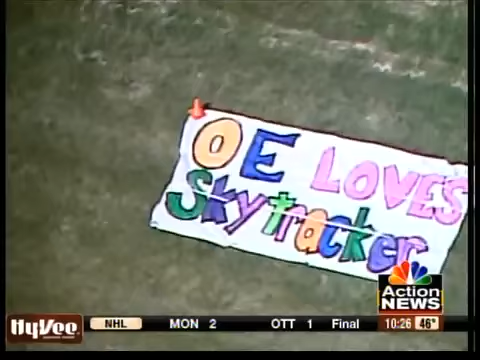 OE LOVES
Skytracker
Action
NEWS
HyVee
NHL MON 2 OTT 1 Final 10:26 46°